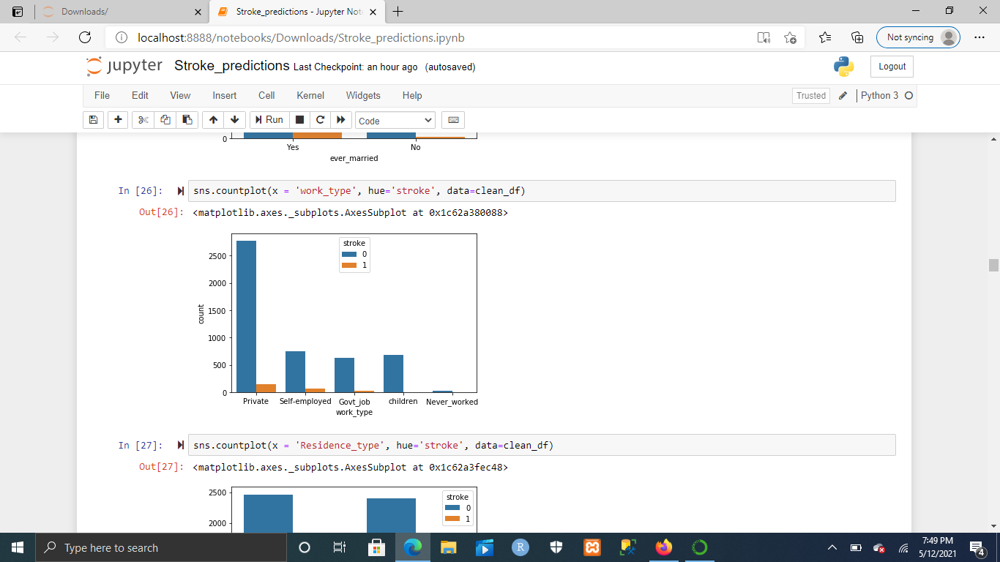 Downloads/
Stroke_predictions - Jupyter Not
localhost:8888/notebooks/Downloads/Stroke_predictions.ipynb
Not syncing
jupyter Stroke_predictions Last Checkpoint: an hour ago (autosaved)
Logout
File Edit View Insert Cell Kernel Widgets Help
Trusted
Python 3
Run
Code
0
Yes No
ever_married
In [26]: sns.countplot(x = 'work_type', hue='stroke', data=clean_df)
Out[26]: <matplotlib.axes._subplots.AxesSubplot at 0x1c62a380088>
stroke
0
1
2500
2000
1500
1000
500
0
count
Private Self-employed Govt_job children Never_worked
work_type
In [27]: sns.countplot(x = 'Residence_type', hue='stroke', data=clean_df)
Out[27]: <matplotlib.axes._subplots.AxesSubplot at 0x1c62a3fec48>
2500
2000
stroke
0
1
Type here to search
R
7:49 PM
5/12/2021
4